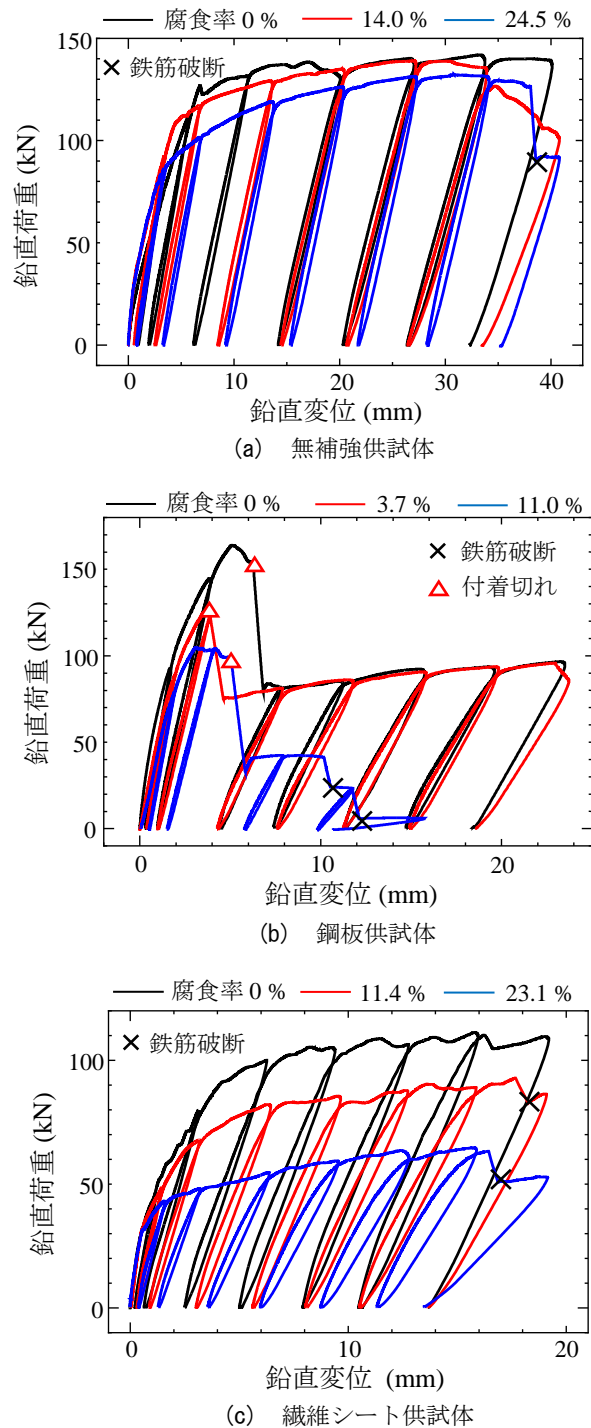 腐食率 0 % 14.0 % 24.5 %
150
× 鉄筋破断
100
50
0
鉛直荷重 (kN)
0 10 20 30 40
鉛直変位 (mm)
(a) 無補強供試体
腐食率 0 % 3.7 % 11.0 %
× 鉄筋破断
150
△ 付着切れ
100
50
0
鉛直荷重 (kN)
0 10 20
鉛直変位 (mm)
(b) 鋼板供試体
腐食率 0 % 11.4 % 23.1 %
× 鉄筋破断
100
50
0
鉛直荷重 (kN)
0 10 20
鉛直変位 (mm)
(c) 繊維シート供試体